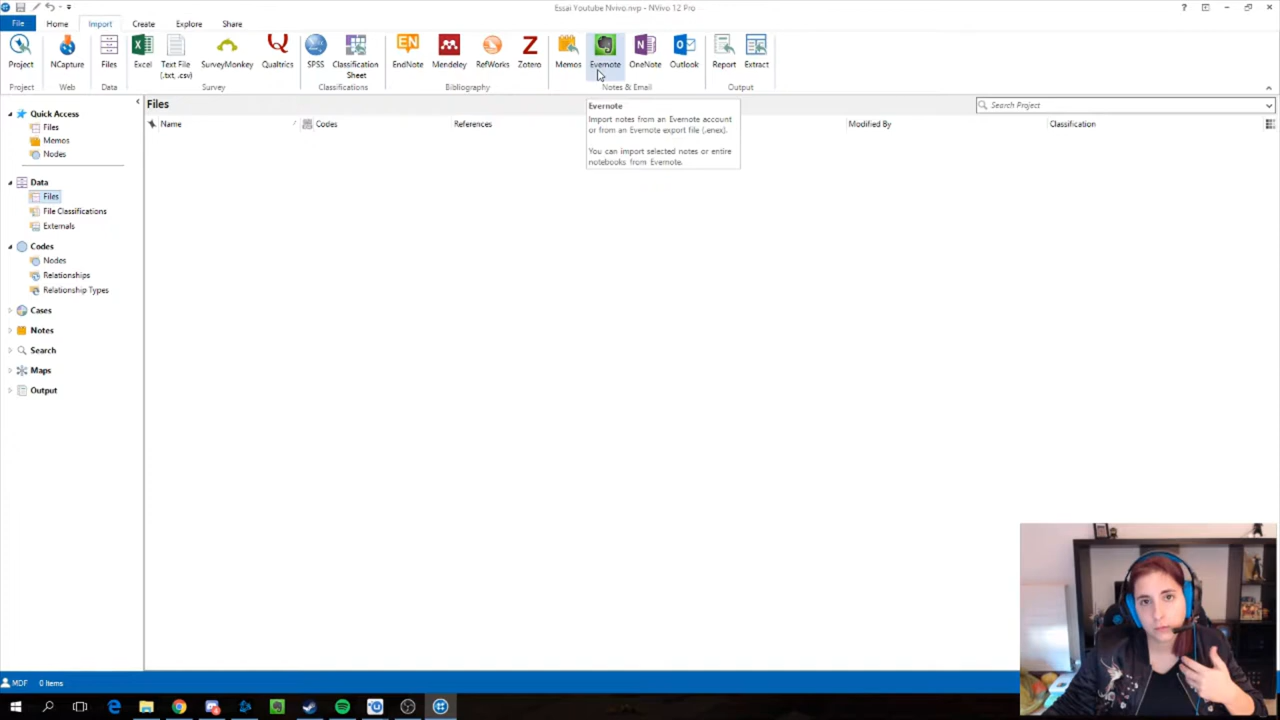 Essai Youtube Nvivo.nvp - NVivo 12 Pro
File Home Import Create Explore Share
Project NCapture Files Excel Text File (.txt, .csv) SurveyMonkey Qualtrics SPSS Classification Sheet EndNote Mendeley RefWorks Zotero Memos Evernote OneNote Outlook Report Extract
Project Web Data Survey Classifications Bibliography Notes & Email Output
Quick Access
Files
Memos
Nodes
Data
Files
File Classifications
Externals
Codes
Nodes
Relationships
Relationship Types
Cases
Notes
Search
Maps
Output
Files
Search Project
Name Codes References Modified By Classification
Evernote
Import notes from an Evernote account
or from an Evernote export file (.enex).
You can import selected notes or entire
notebooks from Evernote.
MDF 0 Items